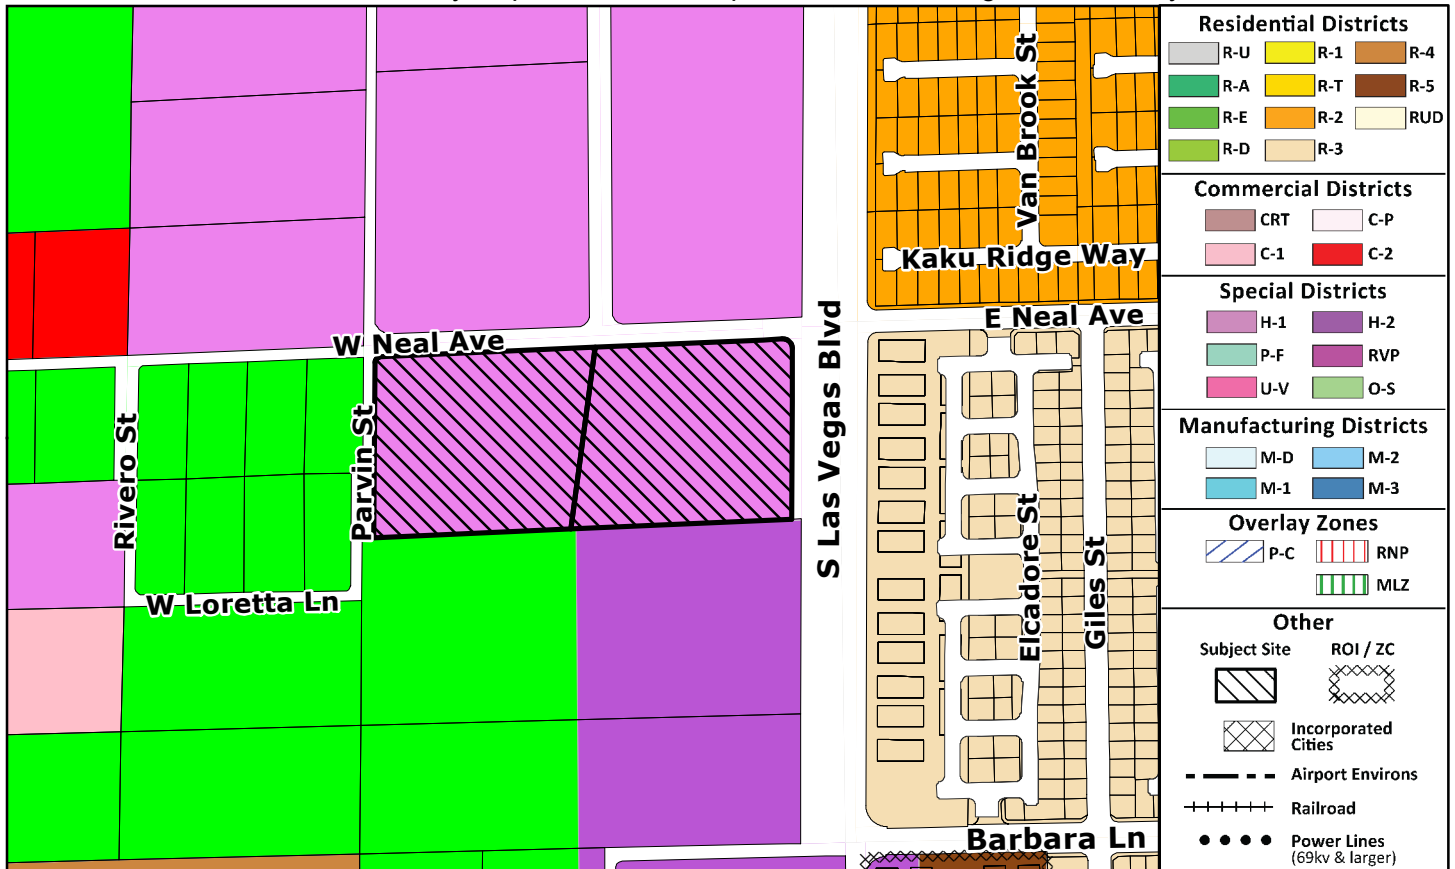 Van Brook St
Kaku Ridge Way
E Neal Ave
W Neal Ave
S Las Vegas Blvd
Parvin St
Rivero St
W Loretta Ln
Elcadore St
Giles St
Barbara Ln
Residential Districts
R-U R-1 R-4
R-A R-T R-5
R-E R-2 RUD
R-D R-3
Commercial Districts
CRT C-P
C-1 C-2
Special Districts
H-1 H-2
P-F RVP
U-V O-S
Manufacturing Districts
M-D M-2
M-1 M-3
Overlay Zones
P-C RNP
MLZ
Other
Subject Site ROI / ZC
Incorporated
Cities
Airport Environs
Railroad
Power Lines
(69kv & larger)